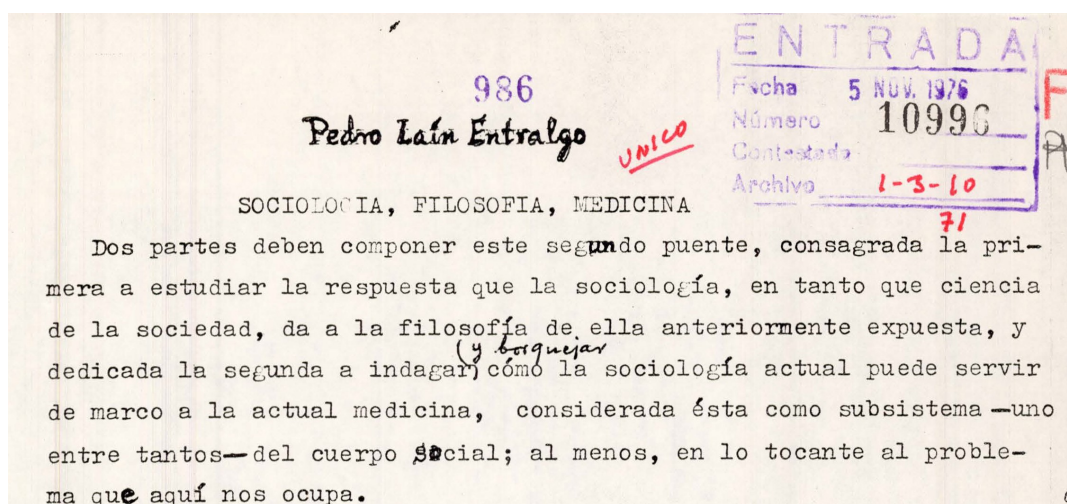 ENTRADA
Fecha 5 NOV. 1976
Número 10996
Contestado
Archivo 1-3-10
71
986
Pedro Laín Entralgo
UNICO
SOCIOLOGIA, FILOSOFIA, MEDICINA
Dos partes deben componer este segundo puente, consagrada la pri-
mera a estudiar la respuesta que la sociología, en tanto que ciencia
de la sociedad, da a la filosofía de ella anteriormente expuesta, y
(y bosquejar
dedicada la segunda a indagar) cómo la sociología actual puede servir
de marco a la actual medicina, considerada ésta como subsistema —uno
entre tantos— del cuerpo social; al menos, en lo tocante al proble-
ma que aquí nos ocupa.